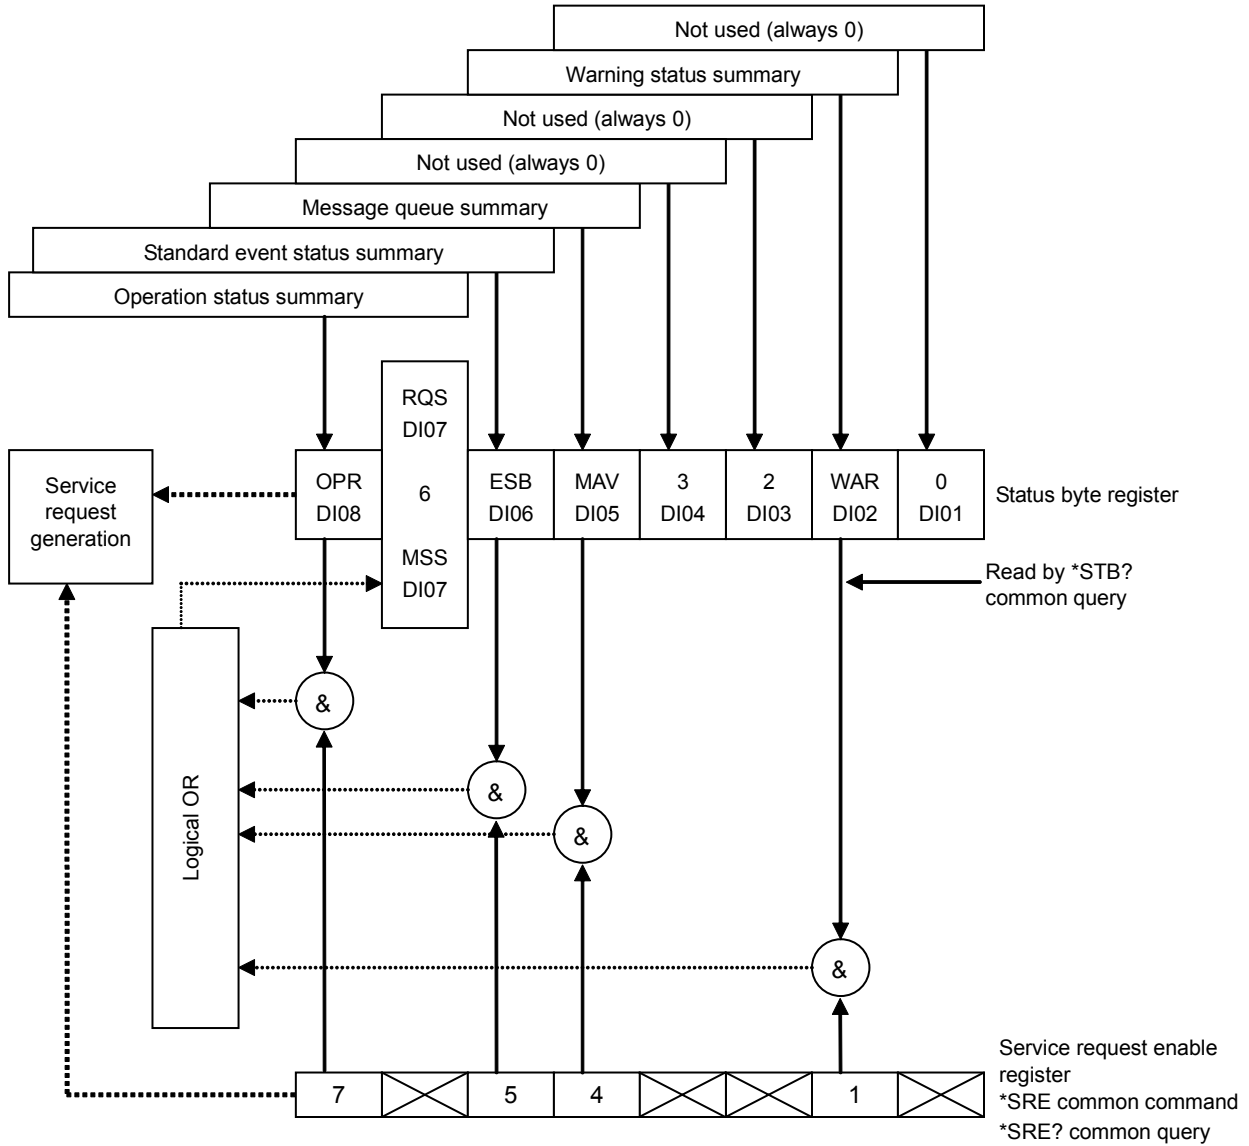 Not used (always 0)
Warning status summary
Not used (always 0)
Not used (always 0)
Message queue summary
Standard event status summary
Operation status summary
RQS
DI07
6
MSS
DI07
Service
request
generation
OPR
DI08
ESB
DI06
MAV
DI05
3
DI04
2
DI03
WAR
DI02
0
DI01
Status byte register
Read by *STB?
common query
Logical OR
&
&
&
&
7
5
4
1
Service request enable
register
*SRE common command
*SRE? common query